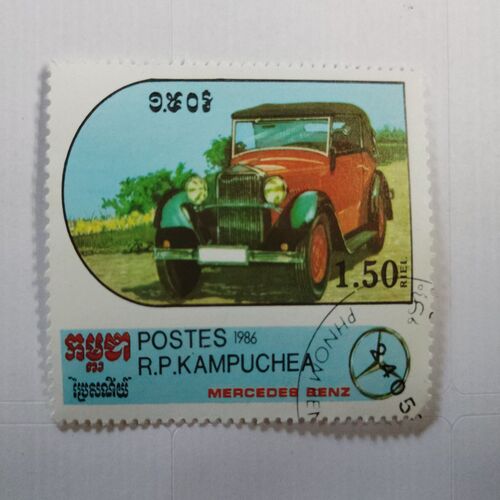 ១.៥០៛
1.50 RIEL
កម្ពុជា
ប្រៃសណីយ៍
POSTES 1986
R.P.KAMPUCHEA
MERCEDES BENZ
PHNOM PEN